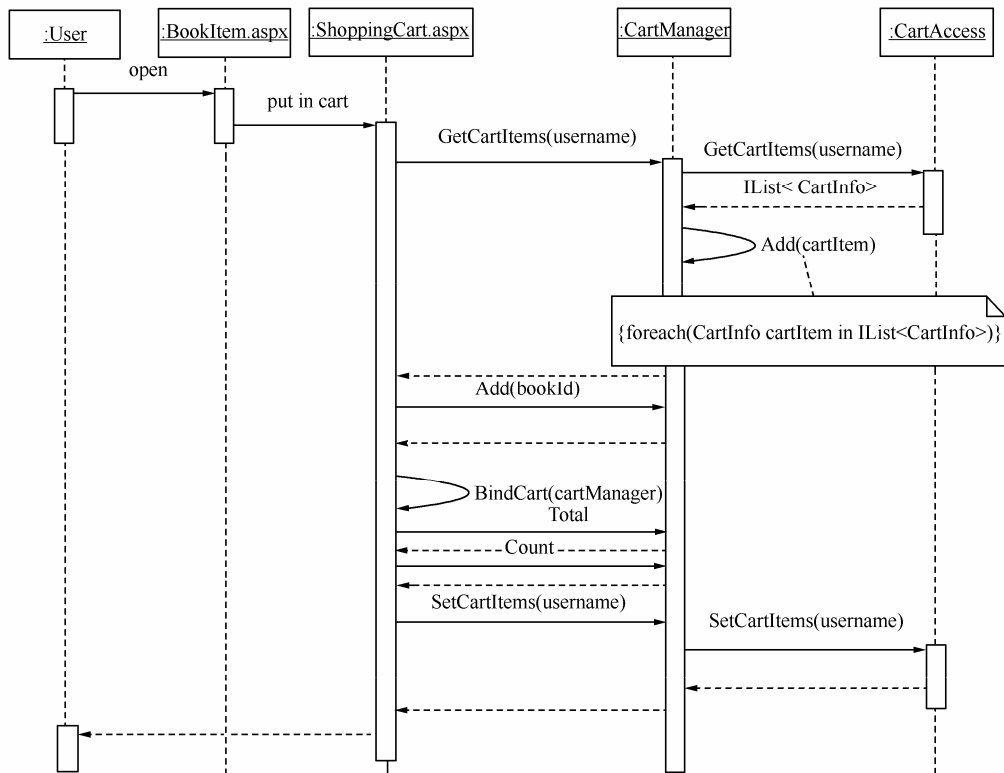 :User
:BookItem.aspx
:ShoppingCart.aspx
:CartManager
:CartAccess
open
put in cart
GetCartItems(username)
GetCartItems(username)
IList< CartInfo>
Add(cartItem)
{foreach(CartInfo cartItem in IList<CartInfo>)}
Add(bookId)
BindCart(cartManager)
Total
Count
SetCartItems(username)
SetCartItems(username)